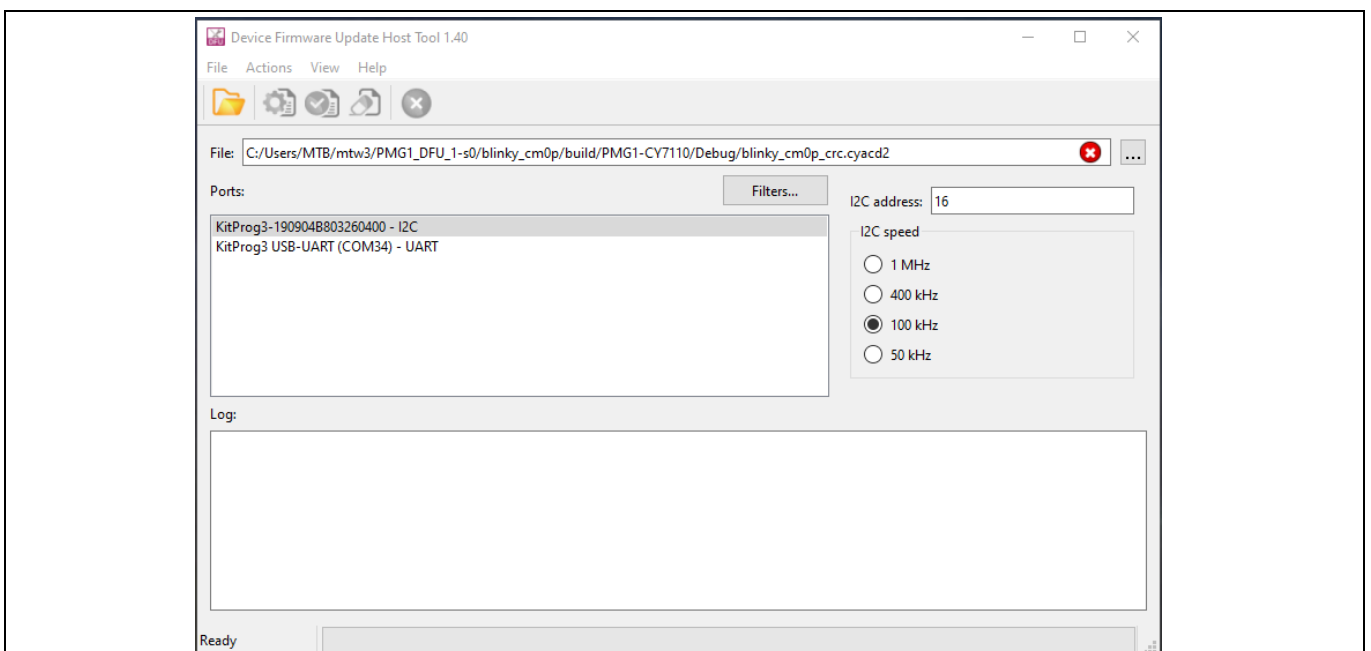 DFU
Device Firmware Update Host Tool 1.40
File Actions View Help
File: C:/Users/MTB/mtw3/PMG1_DFU_1-s0/blinky_cm0p/build/PMG1-CY7110/Debug/blinky_cm0p_crc.cyacd2 ...
Ports: Filters...
I2C address: 16
KitProg3-190904B803260400 - I2C
KitProg3 USB-UART (COM34) - UART
I2C speed
1 MHz
400 kHz
100 kHz
50 kHz
Log:
Ready